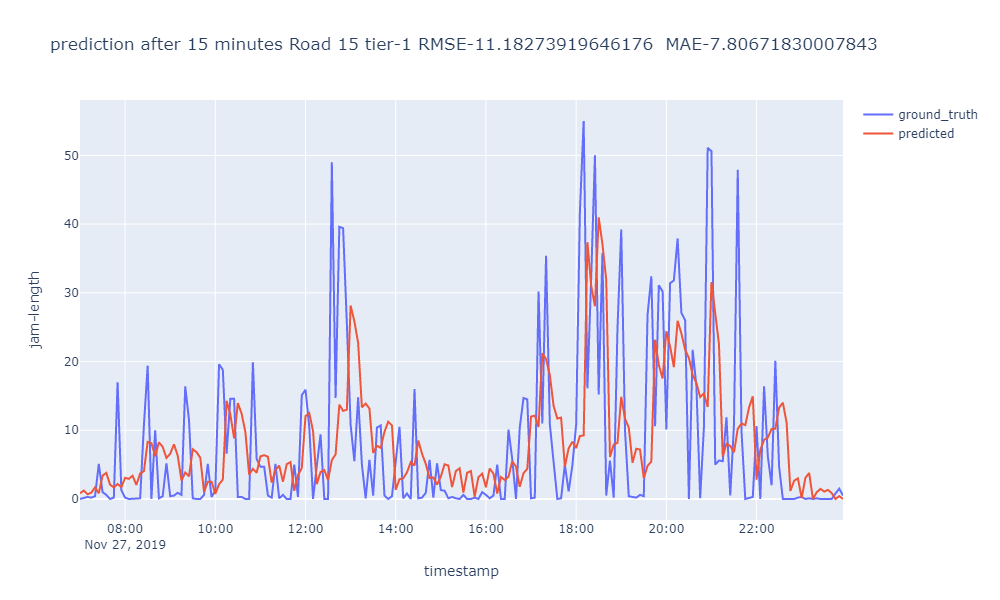 prediction after 15 minutes Road 15 tier-1 RMSE-11.18273919646176  MAE-7.80671830007843
ground_truth
predicted
50
40
30
20
10
0
jam-length
08:00 10:00 12:00 14:00 16:00 18:00 20:00 22:00
Nov 27, 2019
timestamp